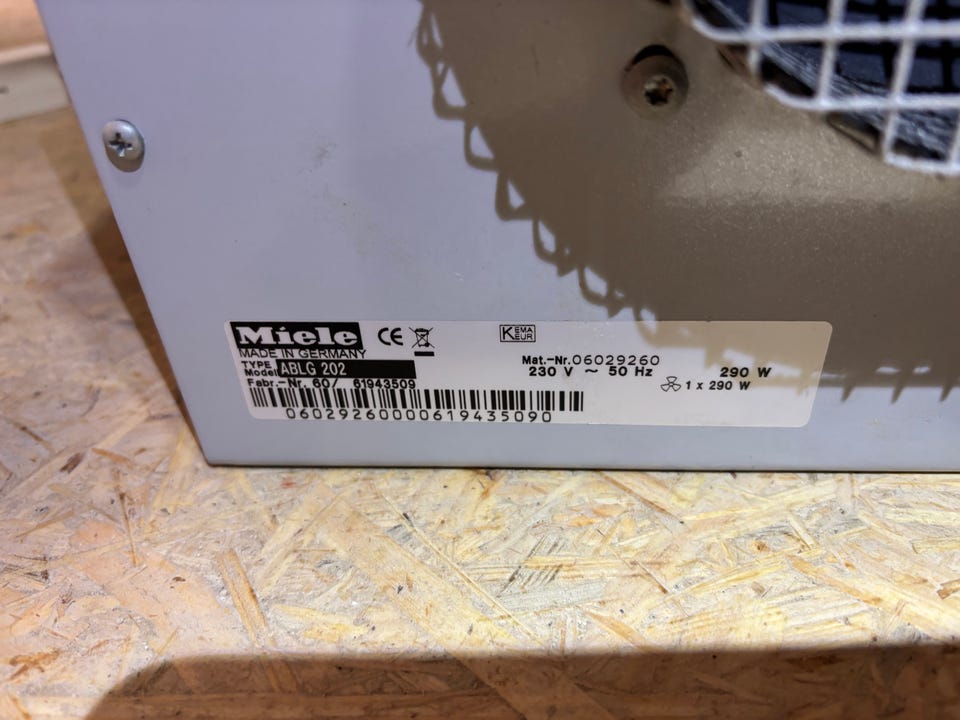 Miele CE KEMA KEUR
MADE IN GERMANY
TYPE Model ABLG 202
Mat.-Nr.06029260
230 V ~ 50 Hz 290 W
1 x 290 W
Fabr.-Nr. 60/ 61943509
06029260000619435090